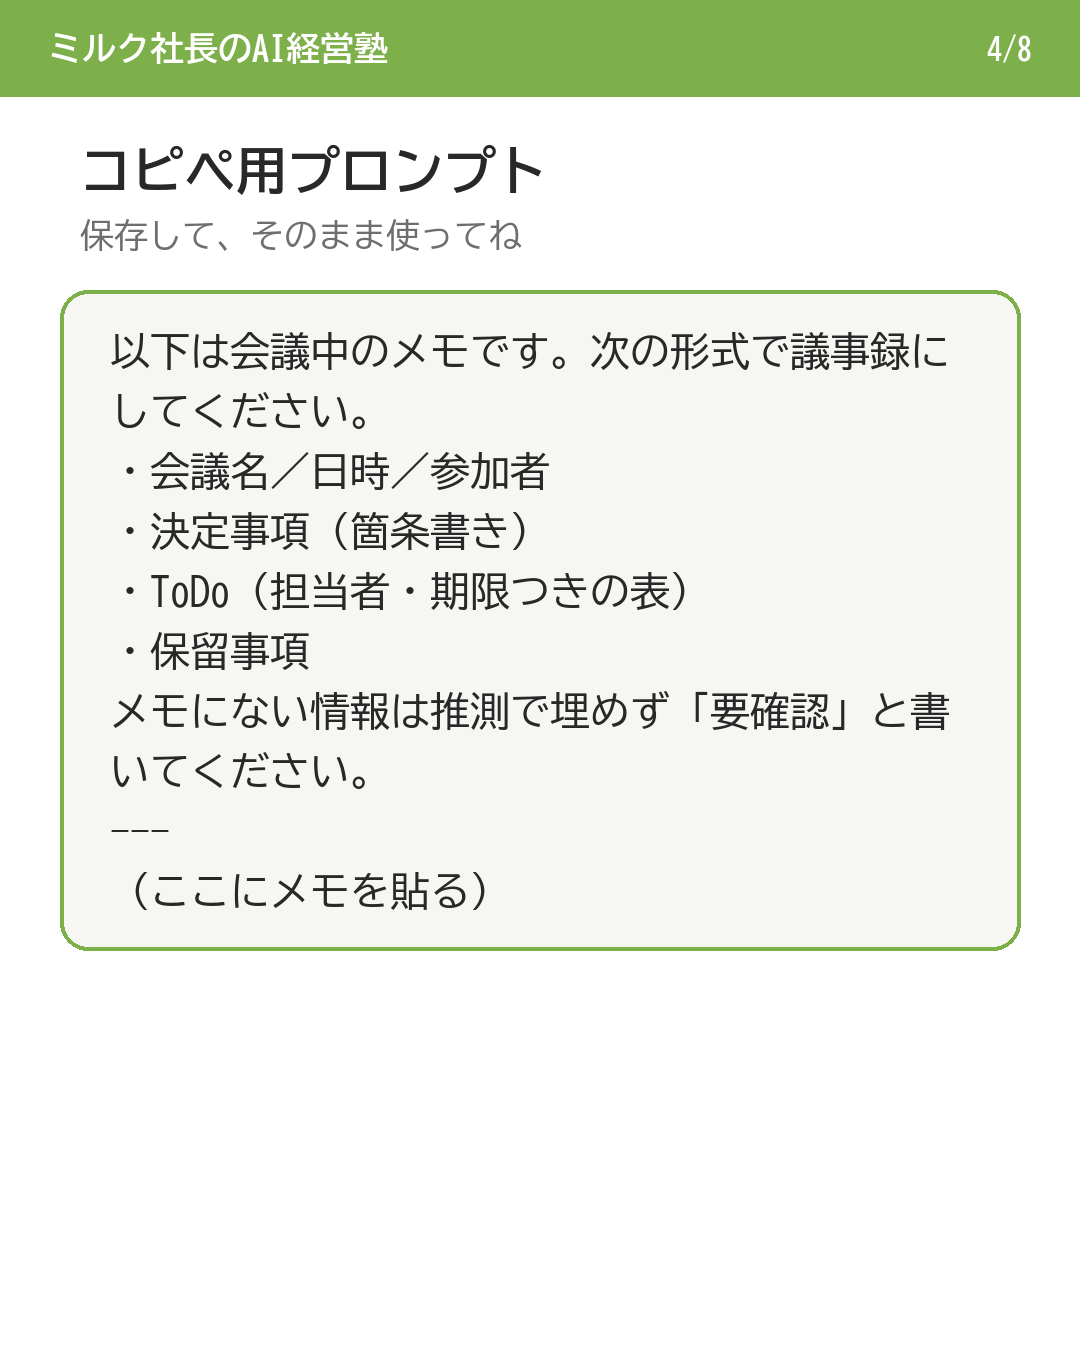 ミルク社長のAI経営塾
4/8
コピペ用プロンプト
保存して、そのまま使ってね
以下は会議中のメモです。次の形式で議事録に
してください。
・会議名／日時／参加者
・決定事項（箇条書き）
・ToDo（担当者・期限つきの表）
・保留事項
メモにない情報は推測で埋めず「要確認」と書
いてください。
---
（ここにメモを貼る）